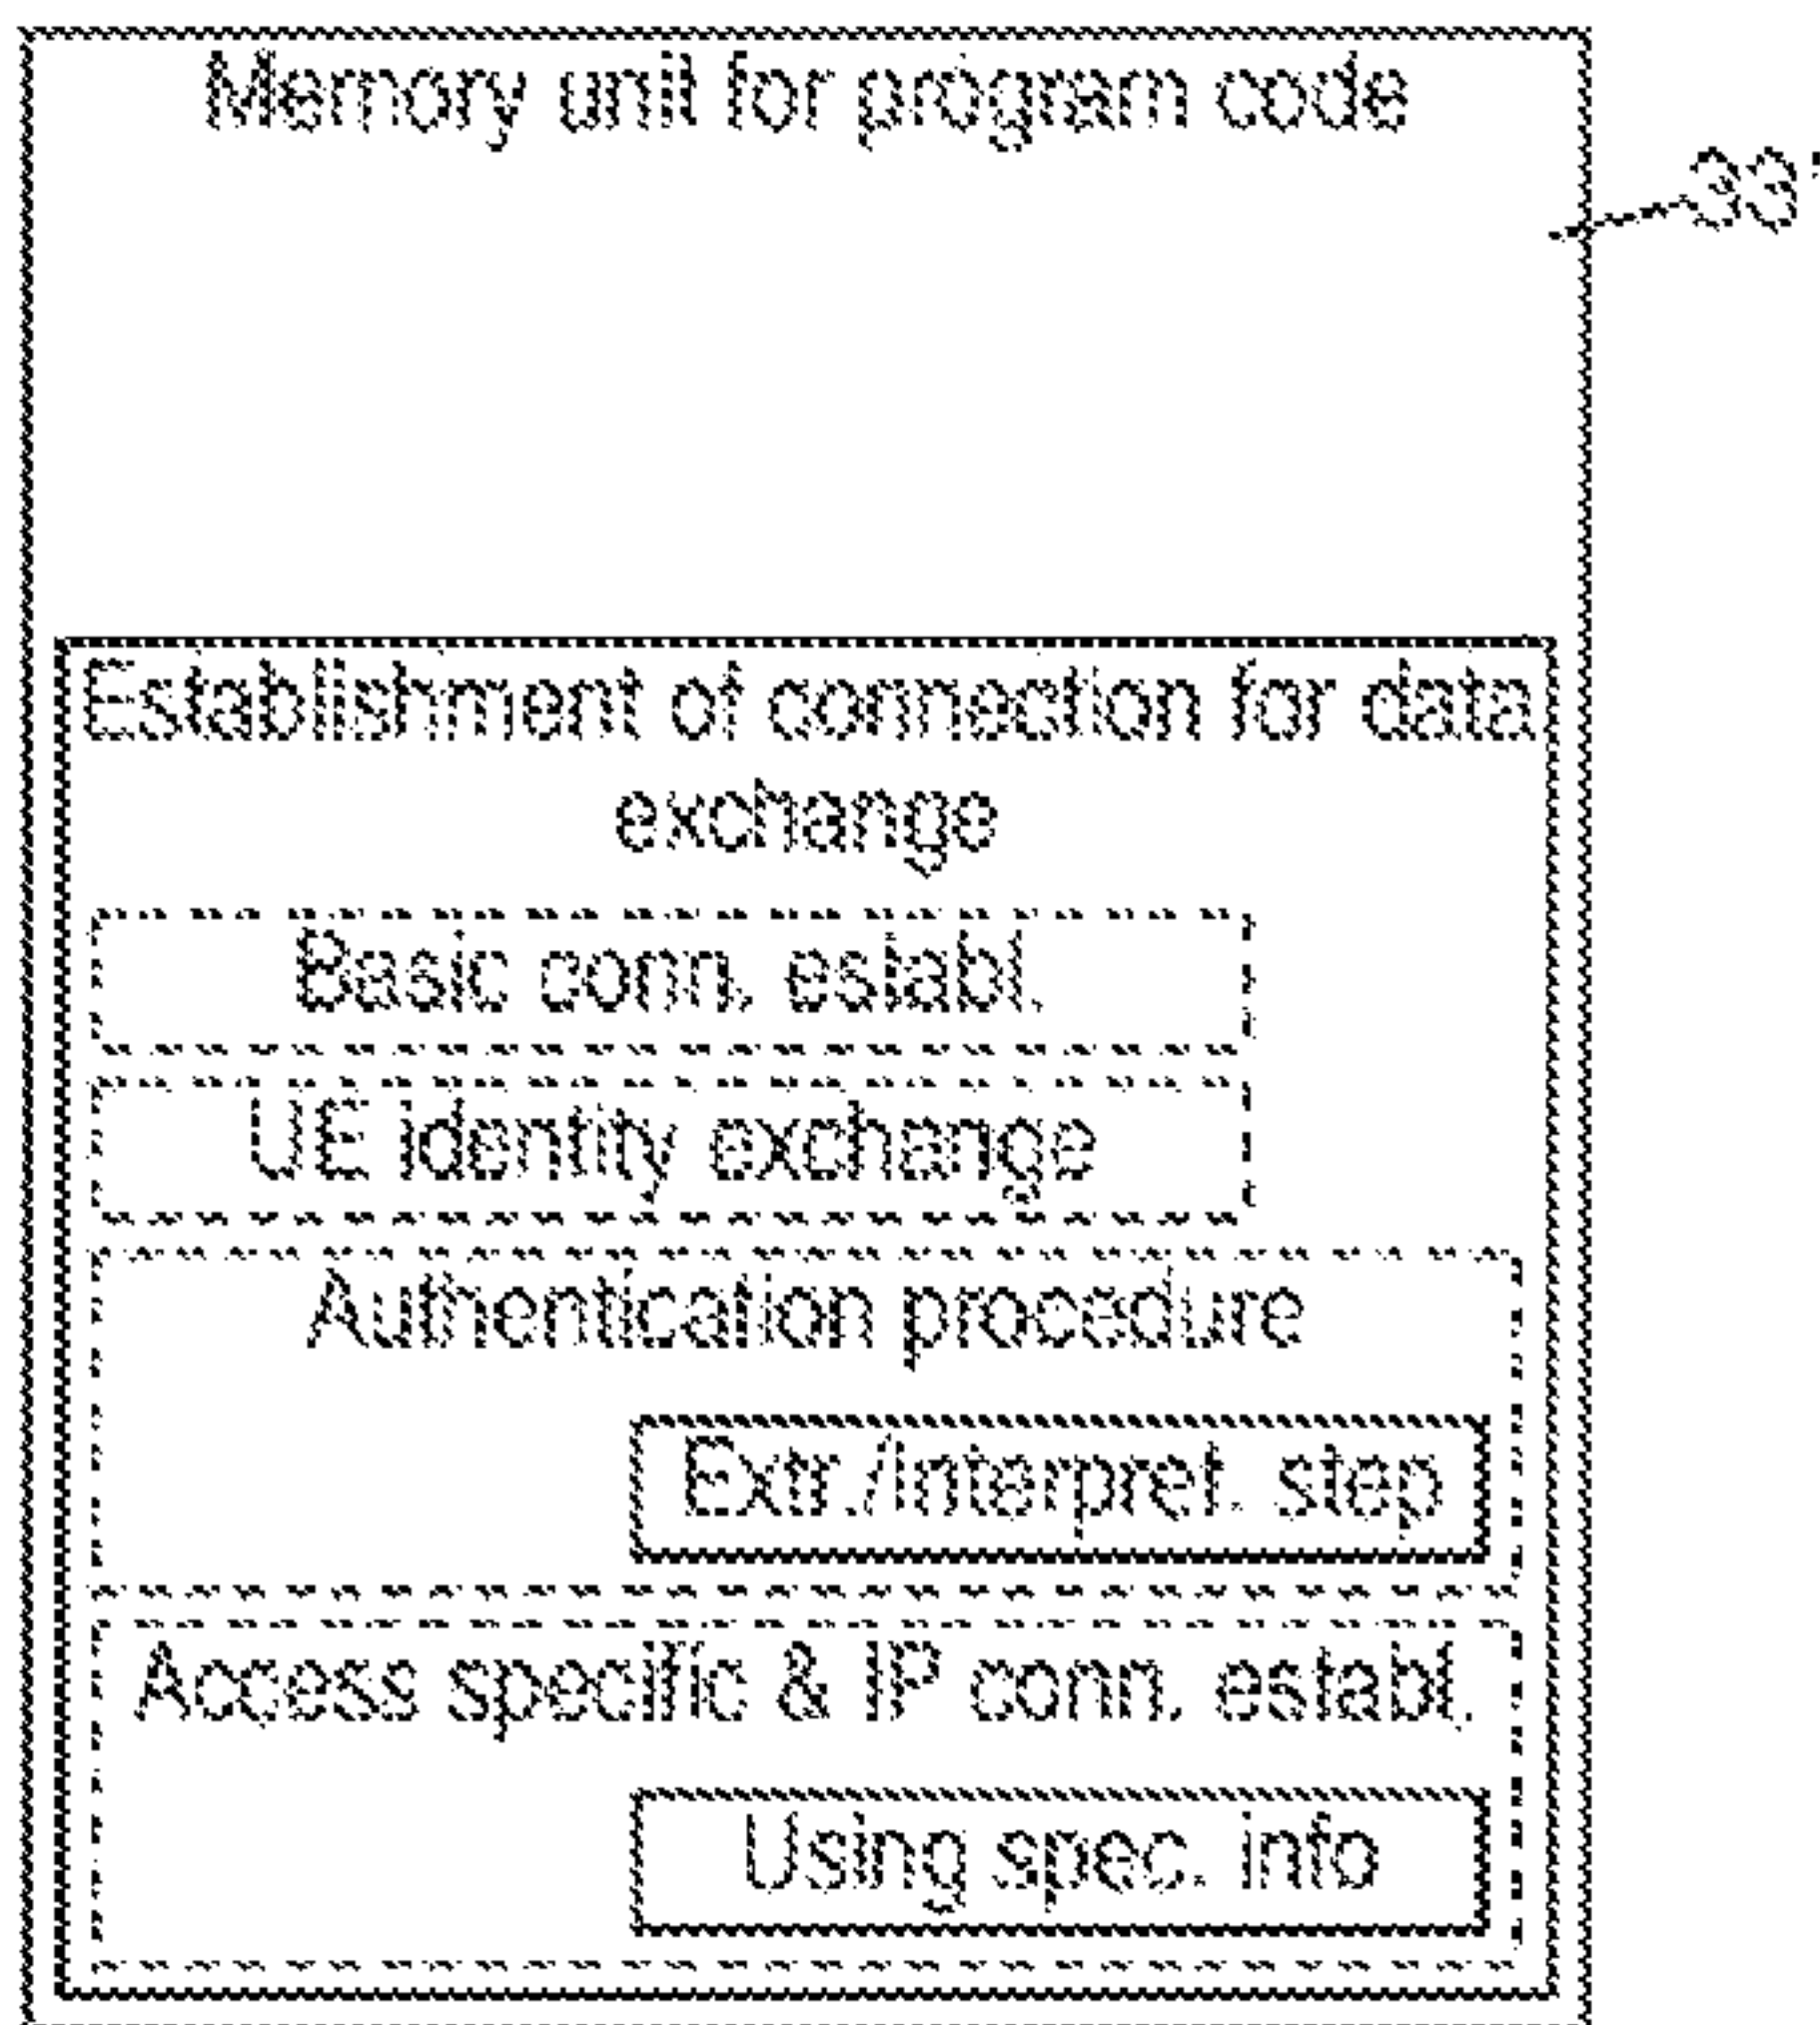 Memory unit for program code
33'
Establishment of connection for data
exchange
Basic conn. establ.
UE identity exchange
Authentication procedure
Extr./Interpret. step
Access specific & IP conn. establ.
Using spec. info